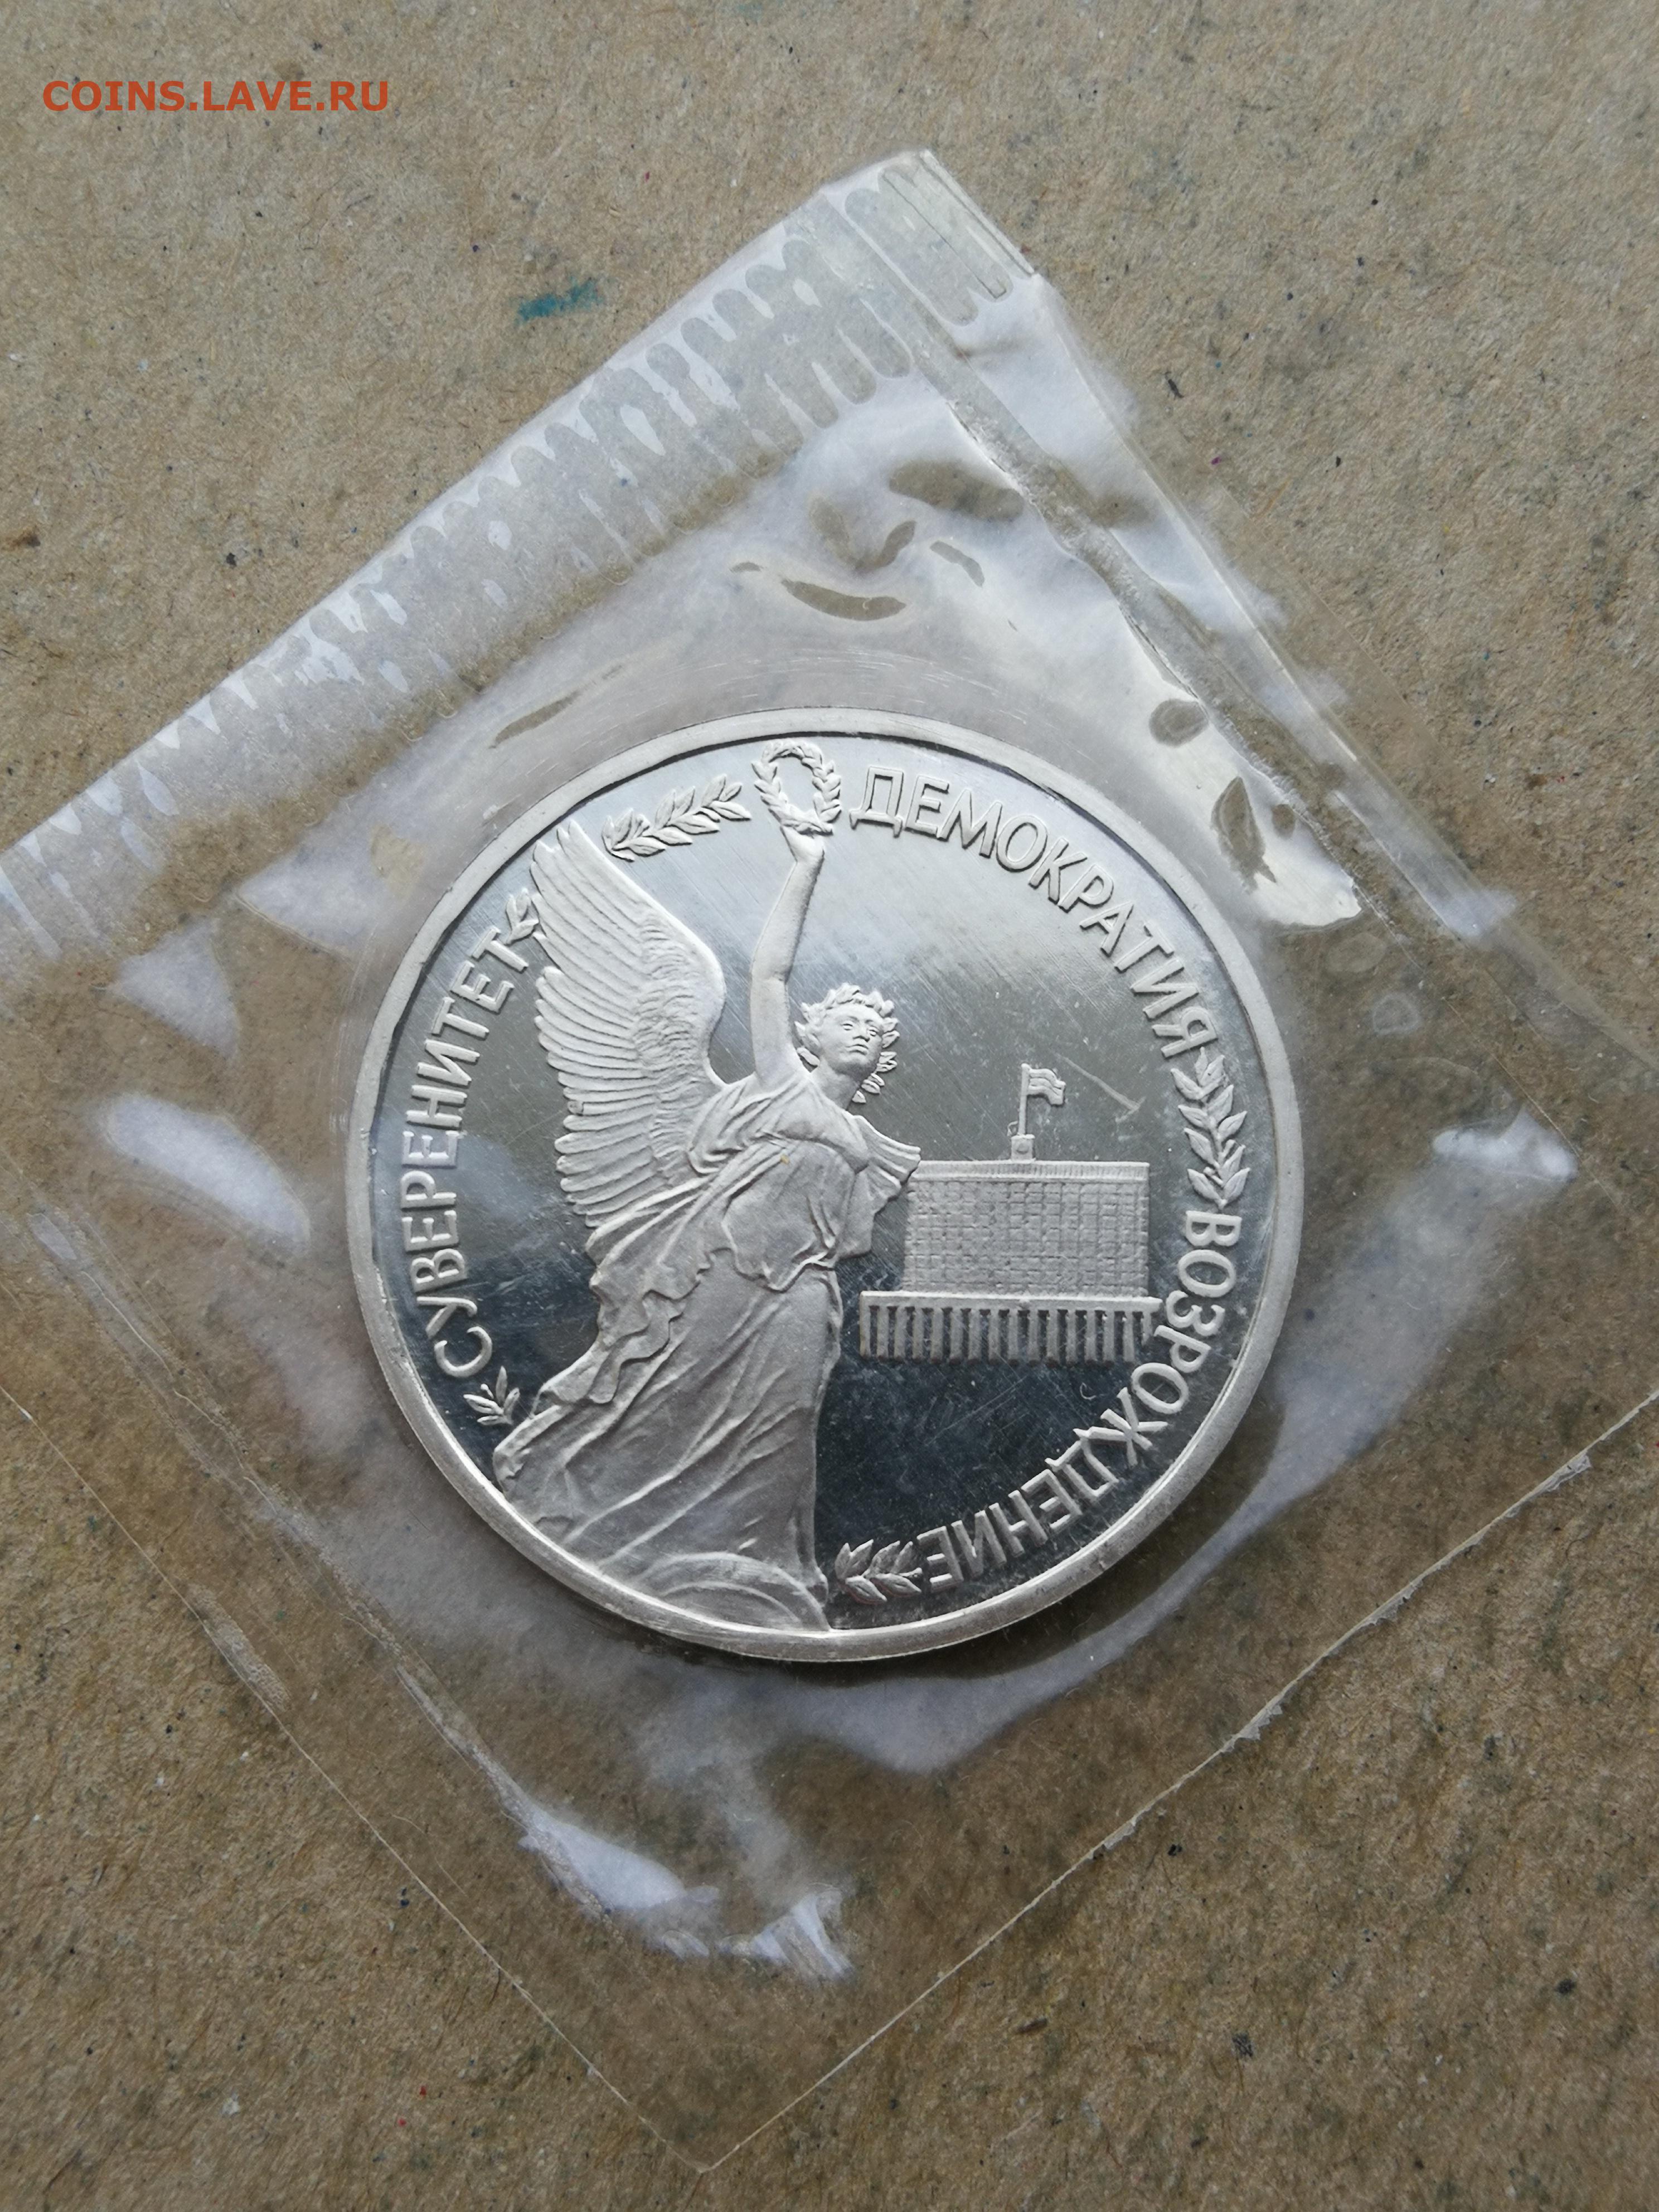 COINS.LAVE.RU
СУВЕРЕНИТЕТ
ДЕМОКРАТИЯ
ВОЗРОЖДЕНИЕ